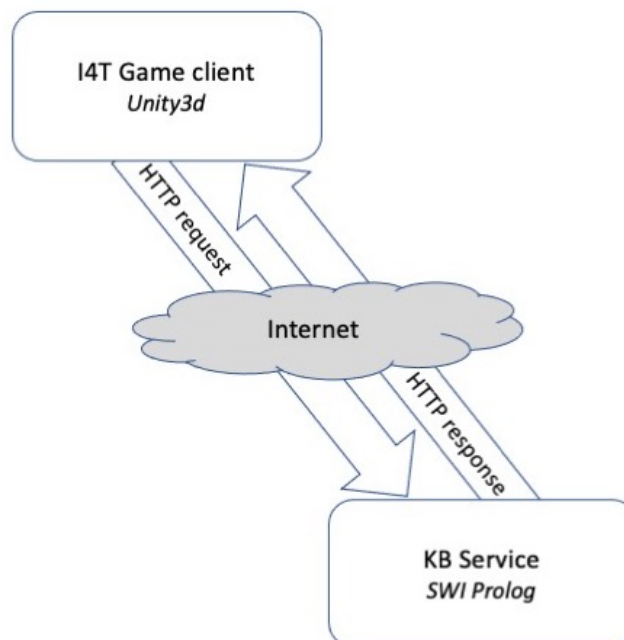 I4T Game client
Unity3d
HTTP request
Internet
HTTP response
KB Service
SWI Prolog